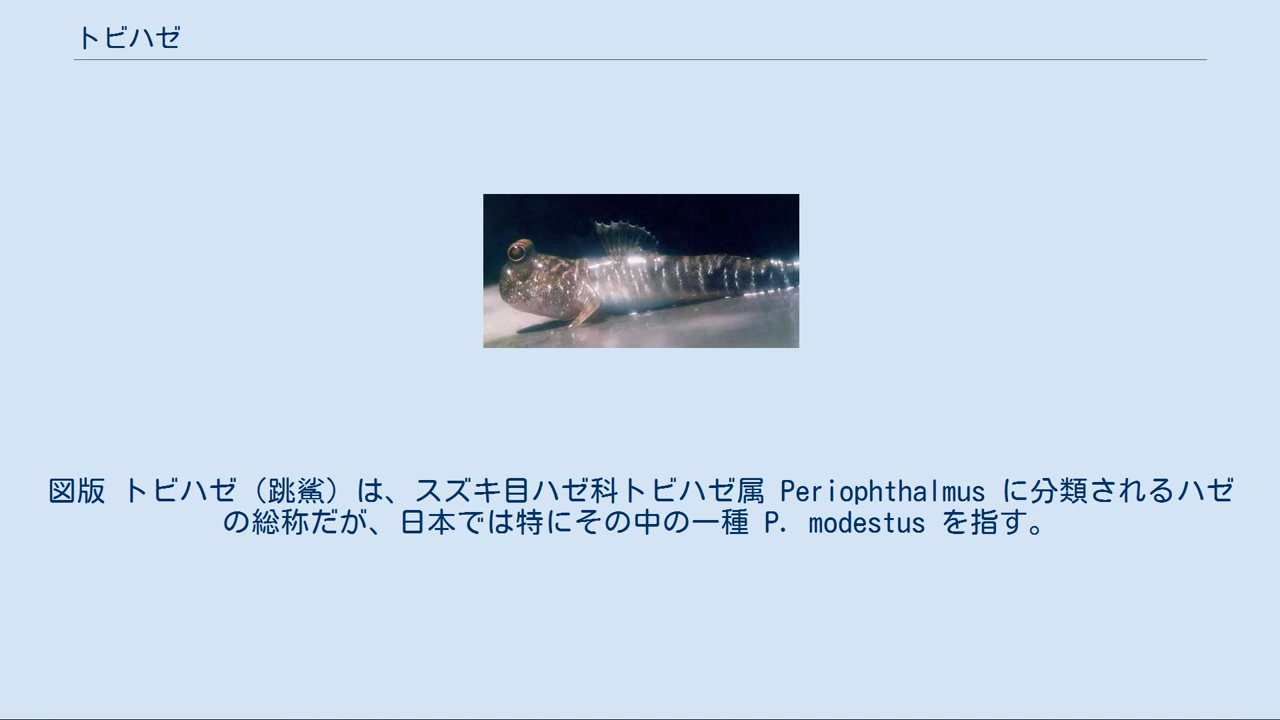 トビハゼ
図版 トビハゼ（跳鯊）は、スズキ目ハゼ科トビハゼ属 Periophthalmus に分類されるハゼ
の総称だが、日本では特にその中の一種 P. modestus を指す。